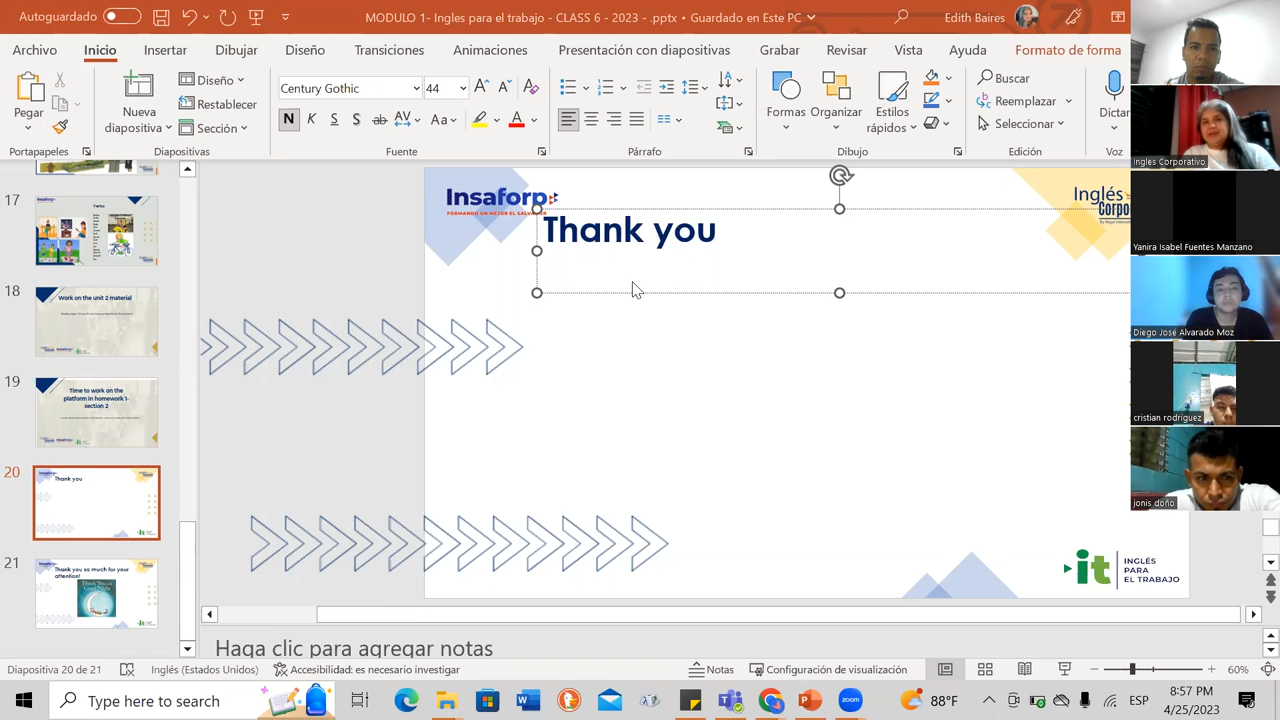 Autoguardado
MODULO 1- Ingles para el trabajo - CLASS 6 - 2023 - .pptx • Guardado en Este PC
Edith Baires
Archivo Inicio Insertar Dibujar Diseño Transiciones Animaciones Presentación con diapositivas Grabar Revisar Vista Ayuda Formato de forma
Pegar
Portapapeles
Nueva
diapositiva
Diseño
Restablecer
Sección
Diapositivas
Century Gothic 44
N K S S ab AV Aa A
Fuente
Párrafo
Formas
Organizar
Estilos
rápidos
Dibujo
Buscar
Reemplazar
Seleccionar
Edición
Dictar
Voz
17
Verbs
18
Work on the unit 2 material
19
Time to work on the
platform in homework 1-
section 2
20
Thank you
21
Thank you so much for your
attention!
Insaforp
FORMANDO UN MEJOR EL SALVADOR
Thank you
Inglés
Corpo
it INGLÉS
PARA
EL TRABAJO
Ingles Corporativo
Yanira Isabel Fuentes Manzano
Diego José Alvarado Moz
cristian rodriguez
jonis doño
Haga clic para agregar notas
Diapositiva 20 de 21
Inglés (Estados Unidos)
Accesibilidad: es necesario investigar
Notas
Configuración de visualización
60%
Type here to search
zoom
88°F
ESP
8:57 PM
4/25/2023